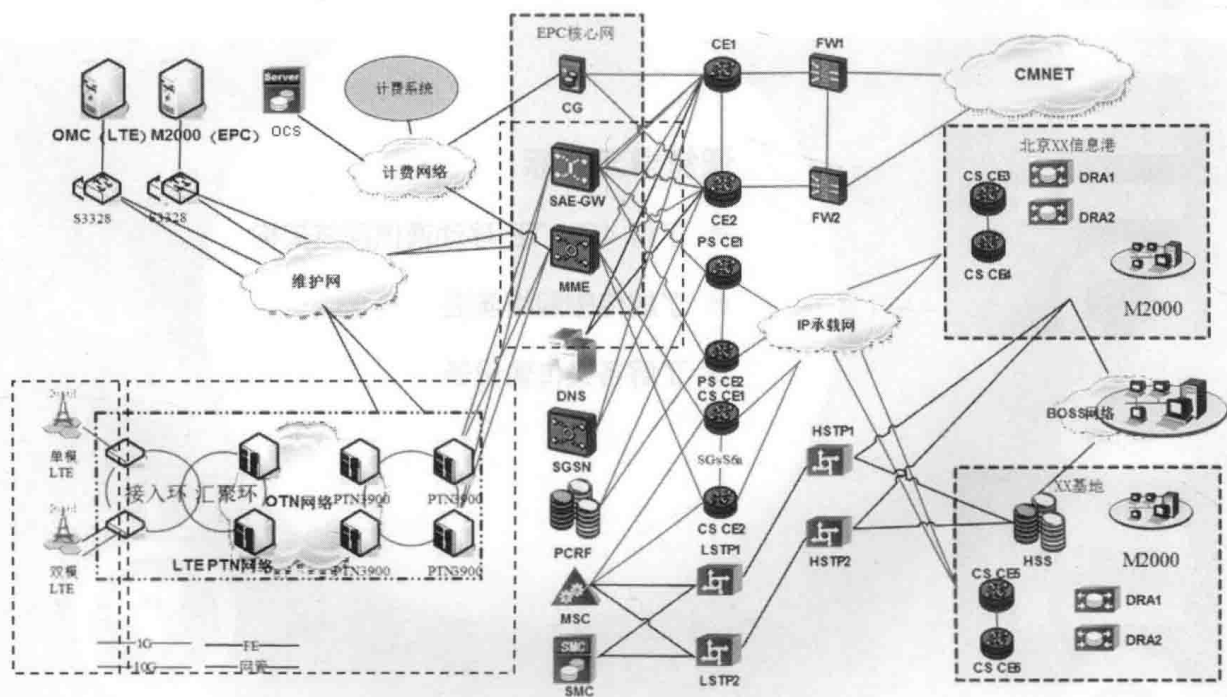 EPC核心网
CG
SAE-GW
MME
OMC（LTE）
M2000（EPC）
Server
OCS
计费系统
计费网络
S3328
S3328
维护网
CE1
CE2
FW1
FW2
CMNET
PS CE1
PS CE2
CS CE1
SGsS6a
CS CE2
IP承载网
北京XX信息港
CS CE3
CS CE4
DRA1
DRA2
M2000
BOSS网络
DNS
SGSN
PCRF
MSC
SMC
SMC
LSTP1
LSTP2
HSTP1
HSTP2
XX基地
HSS
M2000
CS CE5
CS CE6
DRA1
DRA2
单模
LTE
双模
LTE
接入环
汇聚环
OTN网络
LTE PTN网络
PTN3900
PTN3900
PTN3900
PTN3900
1G
FE
10G
网管